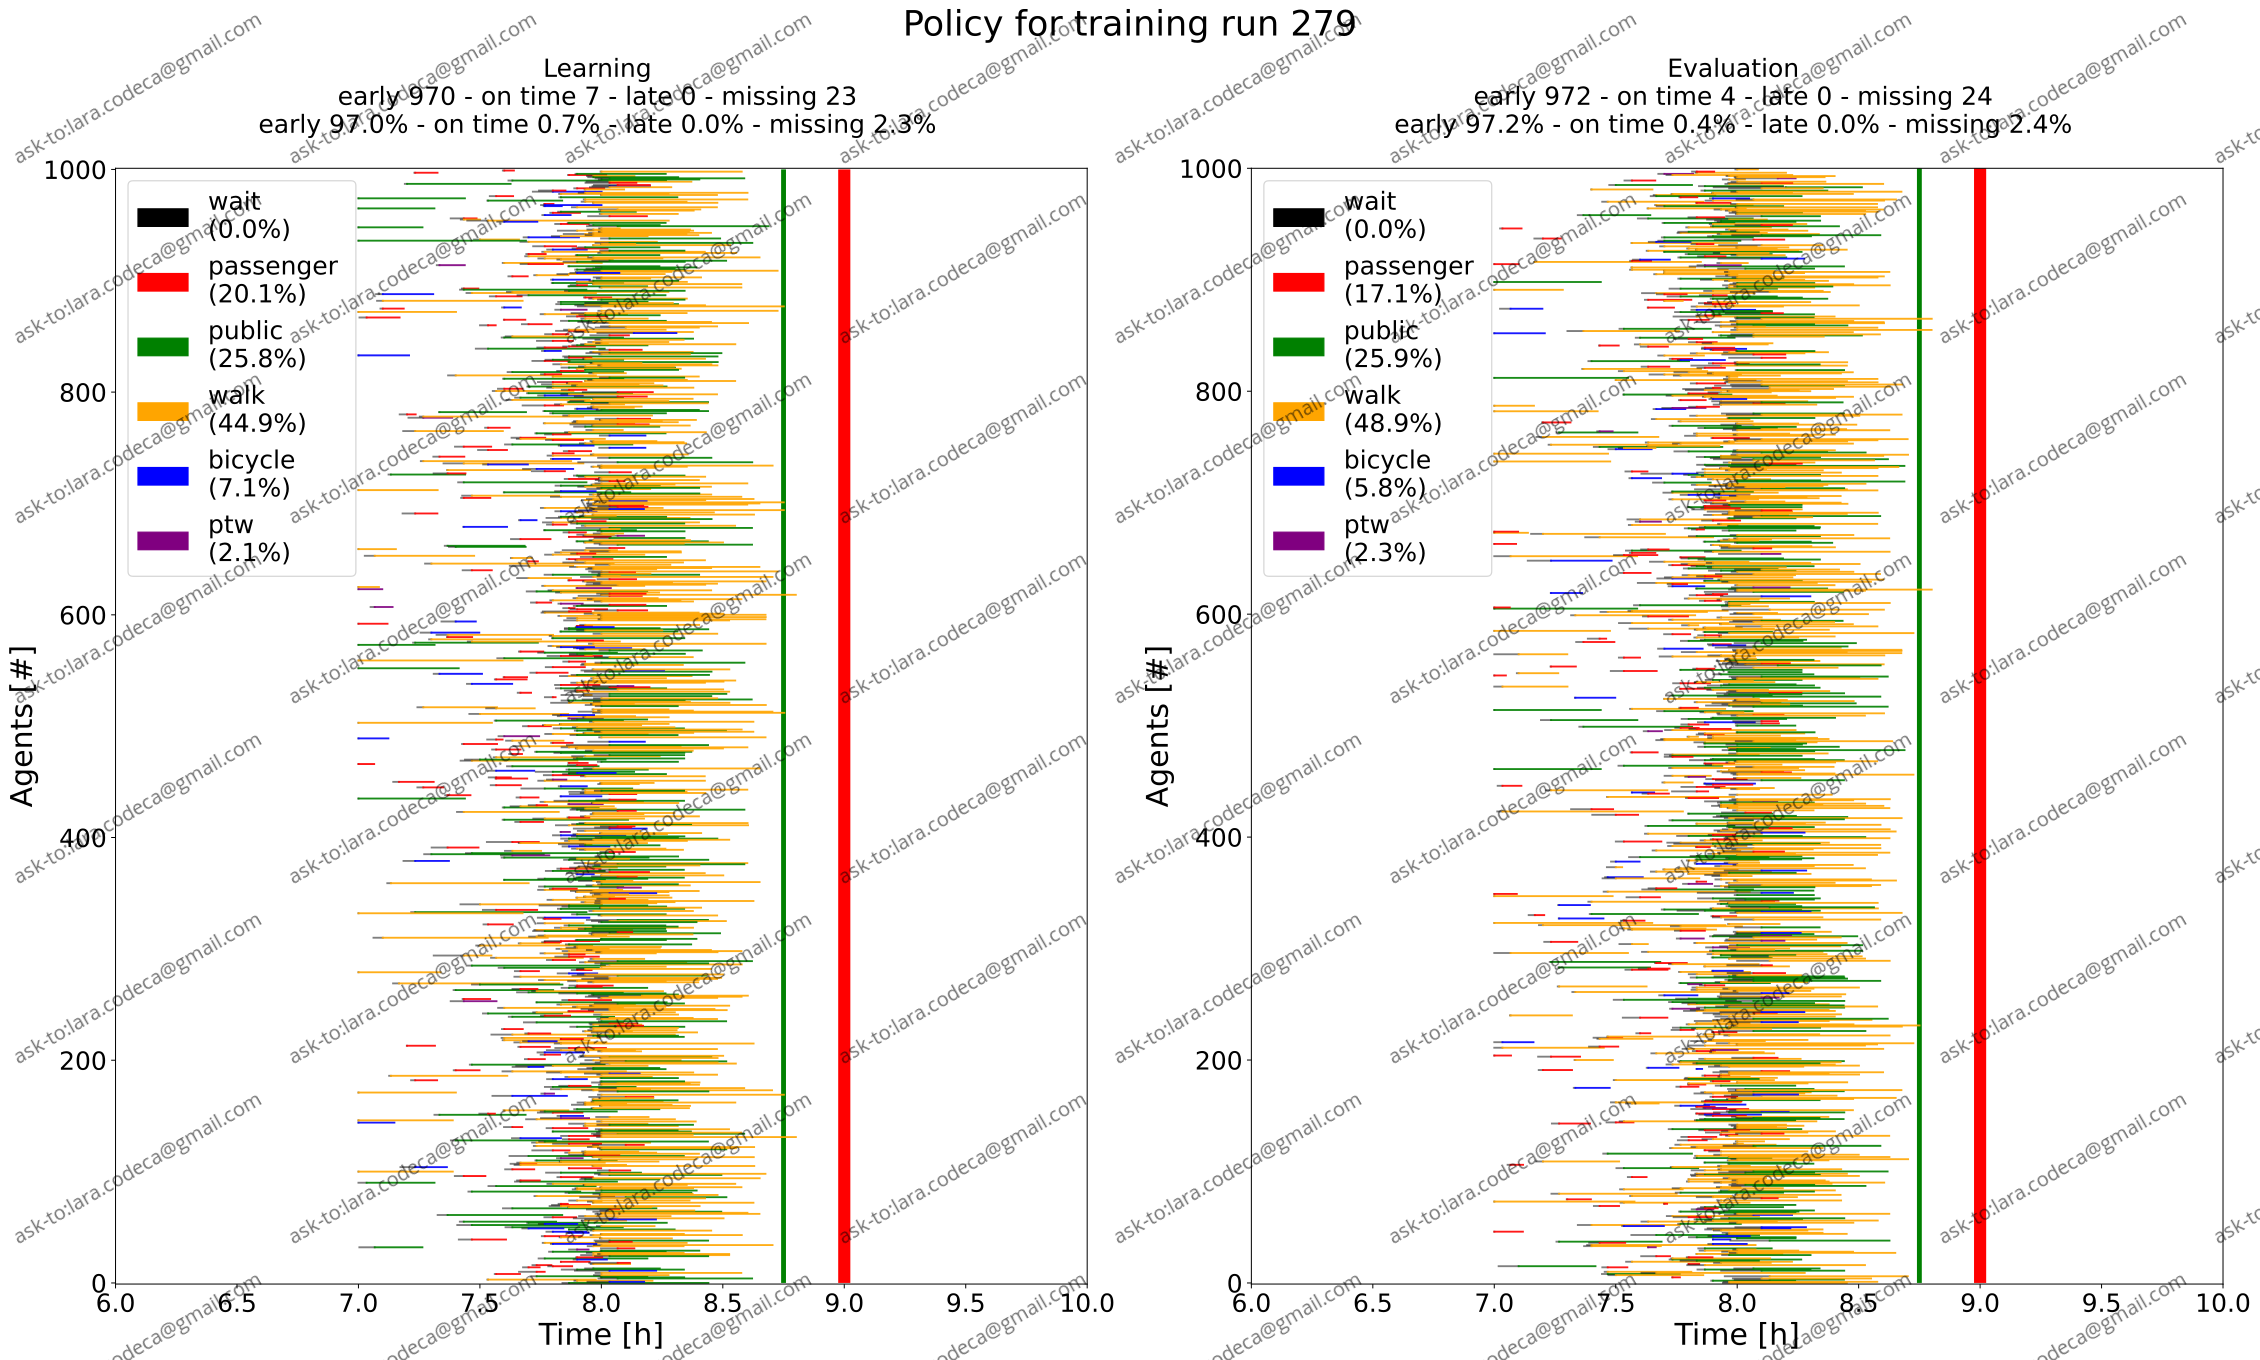 Policy for training run 279
Learning
early 970 - on time 7 - late 0 - missing 23
early 97.0% - on time 0.7% - late 0.0% - missing 2.3%
1000
800
600
400
200
0
Agents [#]
wait
(0.0%)
passenger
(20.1%)
public
(25.8%)
walk
(44.9%)
bicycle
(7.1%)
ptw
(2.1%)
6.0 6.5 7.0 7.5 8.0 8.5 9.0 9.5 10.0
Time [h]
Evaluation
early 972 - on time 4 - late 0 - missing 24
early 97.2% - on time 0.4% - late 0.0% - missing 2.4%
1000
800
600
400
200
0
Agents [#]
wait
(0.0%)
passenger
(17.1%)
public
(25.9%)
walk
(48.9%)
bicycle
(5.8%)
ptw
(2.3%)
6.0 6.5 7.0 7.5 8.0 8.5 9.0 9.5 10.0
Time [h]
ask-to:lara.codeca@gmail.com